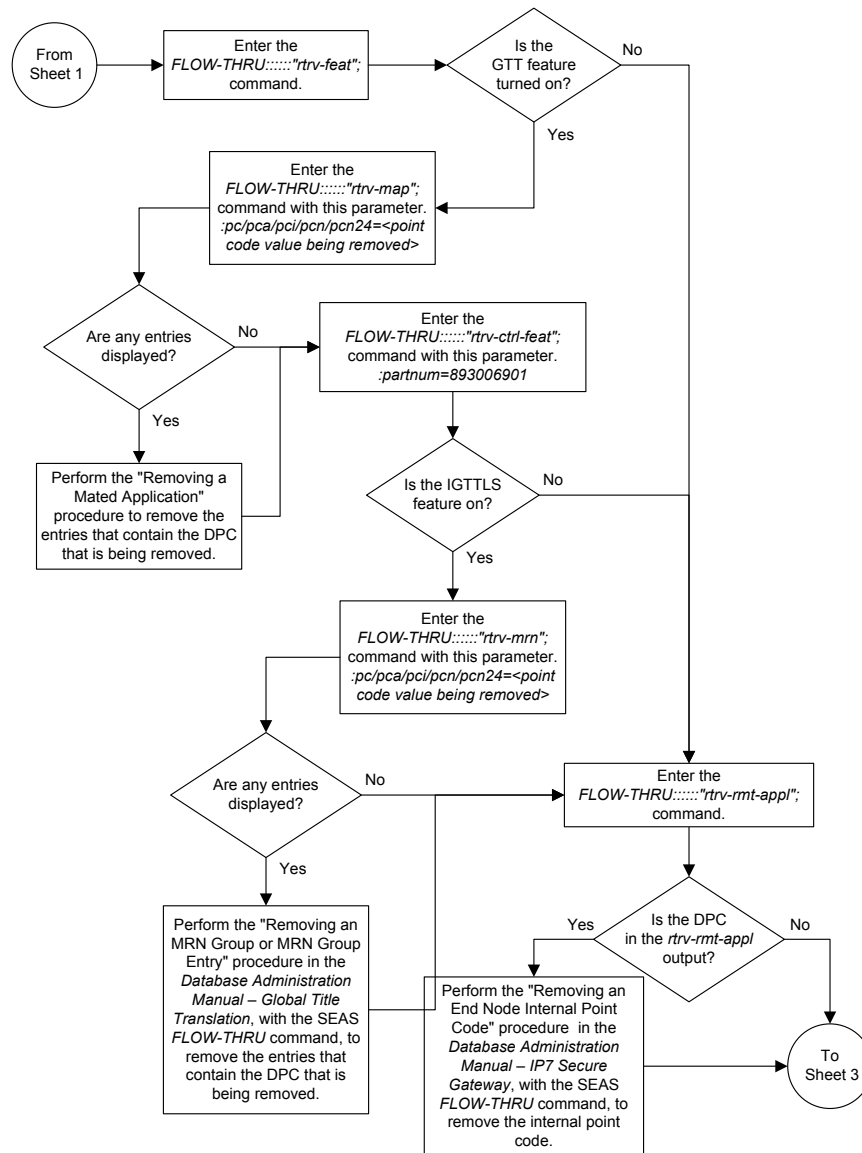 From
Sheet 1
Enter the
FLOW-THRU::::::"rtrv-feat";
command.
Is the
GTT feature
turned on?
No
Yes
Enter the
FLOW-THRU::::::"rtrv-map";
command with this parameter.
:pc/pca/pci/pcn/pcn24=<point
code value being removed>
Are any entries
displayed?
No
Yes
Enter the
FLOW-THRU::::::"rtrv-ctrl-feat";
command with this parameter.
:partnum=893006901
Perform the "Removing a
Mated Application"
procedure to remove the
entries that contain the DPC
that is being removed.
Is the IGTTLS
feature on?
No
Yes
Enter the
FLOW-THRU::::::"rtrv-mrn";
command with this parameter.
:pc/pca/pci/pcn/pcn24=<point
code value being removed>
Are any entries
displayed?
No
Yes
Enter the
FLOW-THRU::::::"rtrv-rmt-appl";
command.
Perform the "Removing an
MRN Group or MRN Group
Entry" procedure in the
Database Administration
Manual – Global Title
Translation, with the SEAS
FLOW-THRU command, to
remove the entries that
contain the DPC that is
being removed.
Is the DPC
in the rtrv-rmt-appl
output?
Yes
No
Perform the "Removing an
End Node Internal Point
Code" procedure in the
Database Administration
Manual – IP7 Secure
Gateway, with the SEAS
FLOW-THRU command, to
remove the internal point
code.
To
Sheet 3